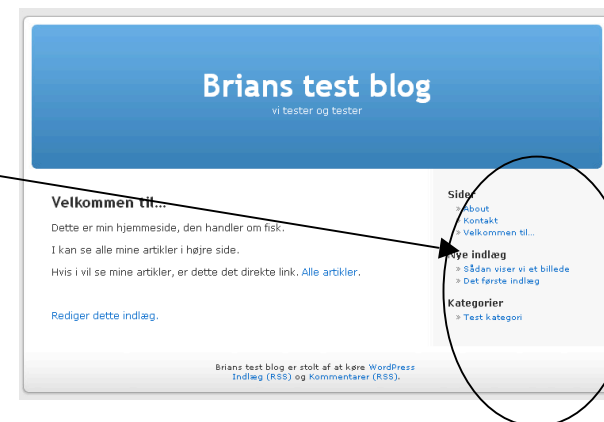 Brians test blog
vi tester og tester
Velkommen til...
Dette er min hjemmeside, den handler om fisk.
I kan se alle mine artikler i højre side.
Hvis i vil se mine artikler, er dette det direkte link. Alle artikler.
Rediger dette indlæg.
Sider
» About
» Kontakt
» Velkommen til...
Nye indlæg
» Sådan viser vi et billede
» Det første indlæg
Kategorier
» Test kategori
Brians test blog er stolt af at køre WordPress
Indlæg (RSS) og Kommentarer (RSS).